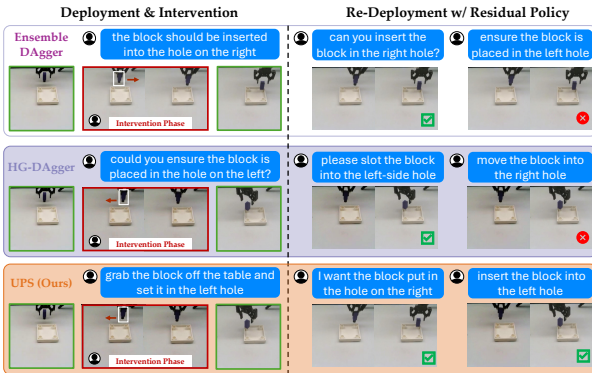 Deployment & Intervention
Re-Deployment w/ Residual Policy
Ensemble
DAgger
the block should be inserted
into the hole on the right
Intervention Phase
can you insert the
block in the right hole?
ensure the block is
placed in the left hole
HG-DAgger
could you ensure the block is
placed in the hole on the left?
Intervention Phase
please slot the block
into the left-side hole
move the block into
the right hole
UPS (Ours)
grab the block off the table and
set it in the left hole
Intervention Phase
I want the block put in
the hole on the right
insert the block into
the left hole